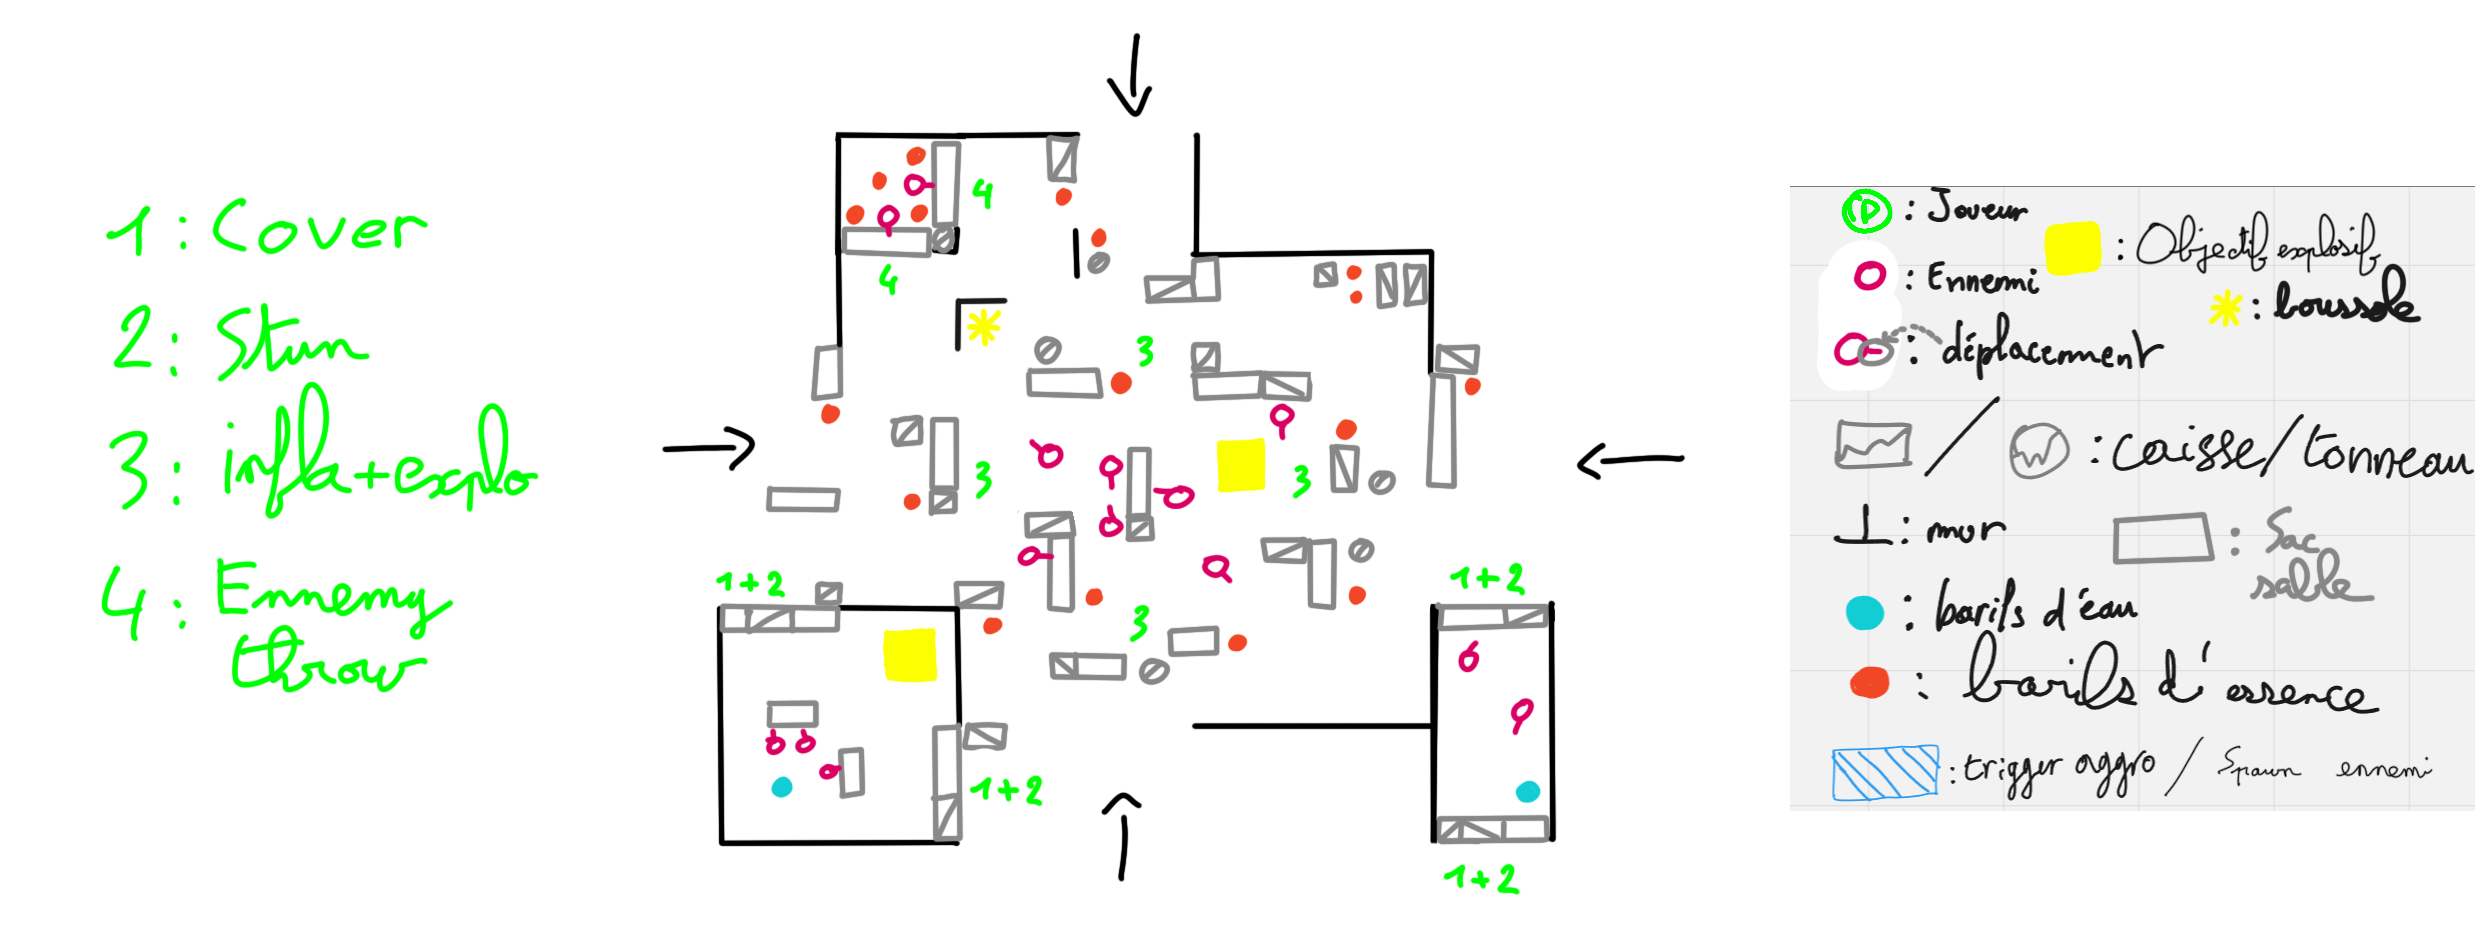 1: Cover
2: Stun
3: infla+explo
4: Ennemy
throw
4
4
3
3
3
1+2
1+2
3
1+2
1+2
: Joueur
: Objectif explosif
: Ennemi
: boussole
: déplacement
/ : caisse/tonneau
: mur
: Sac
sable
: barils d'eau
: barils d'essence
: trigger aggro / Spawn ennemi